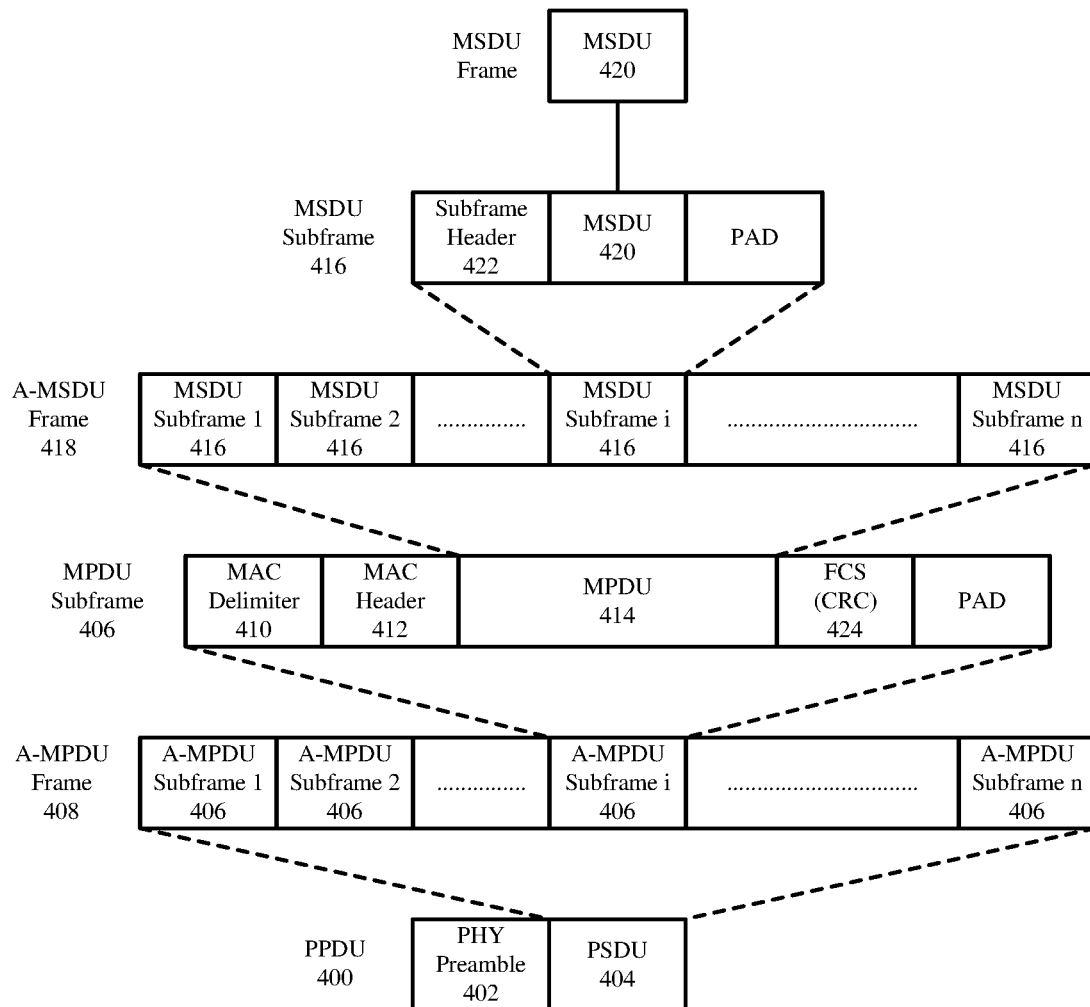 MSDU
Frame
MSDU
420
MSDU
Subframe
416
Subframe
Header
422
MSDU
420
PAD
A-MSDU
Frame
418
MSDU
Subframe 1
416
MSDU
Subframe 2
416
...............
MSDU
Subframe i
416
...............................
MSDU
Subframe n
416
MPDU
Subframe
406
MAC
Delimiter
410
MAC
Header
412
MPDU
414
FCS
(CRC)
424
PAD
A-MPDU
Frame
408
A-MPDU
Subframe 1
406
A-MPDU
Subframe 2
406
...............
A-MPDU
Subframe i
406
...............................
A-MPDU
Subframe n
406
PPDU
400
PHY
Preamble
402
PSDU
404